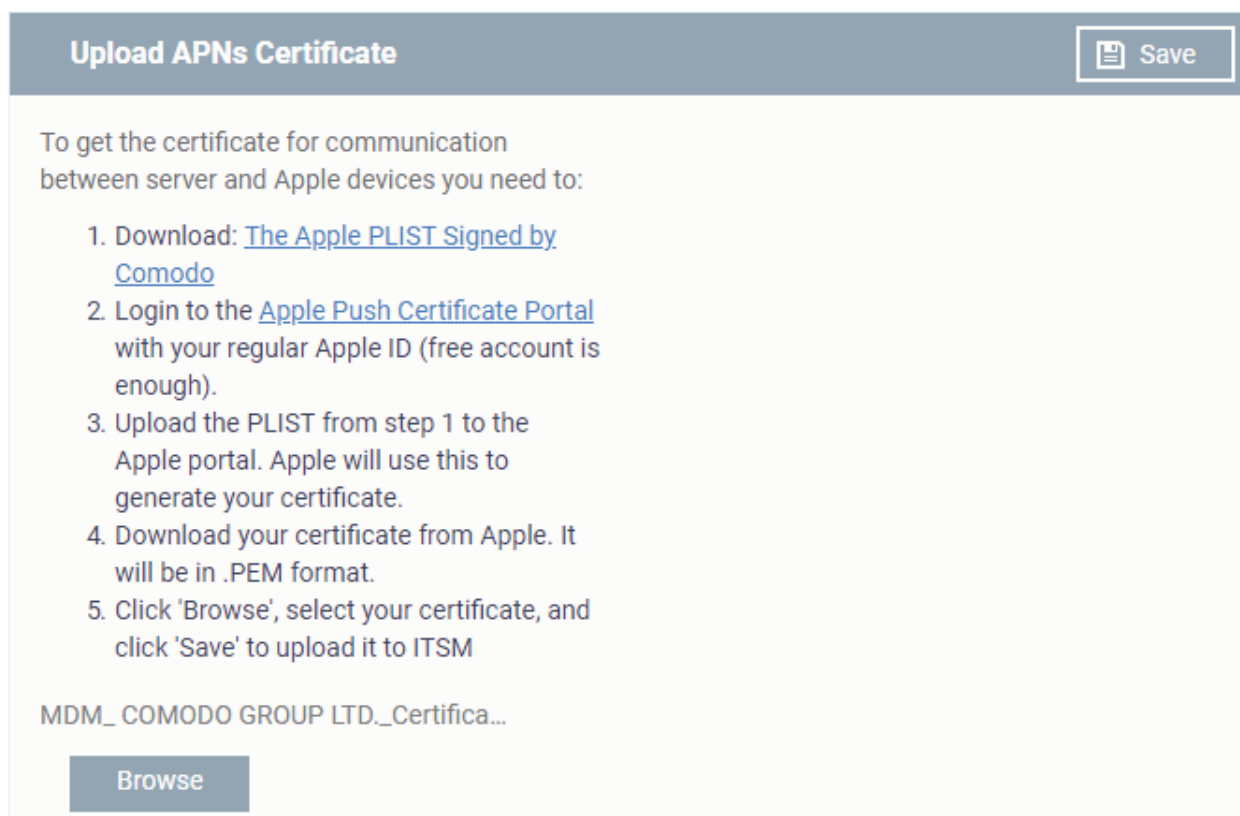 Upload APNs Certificate
Save
To get the certificate for communication
between server and Apple devices you need to:
1. Download: The Apple PLIST Signed by
Comodo
2. Login to the Apple Push Certificate Portal
with your regular Apple ID (free account is
enough).
3. Upload the PLIST from step 1 to the
Apple portal. Apple will use this to
generate your certificate.
4. Download your certificate from Apple. It
will be in .PEM format.
5. Click 'Browse', select your certificate, and
click 'Save' to upload it to ITSM
MDM_ COMODO GROUP LTD._Certifica...
Browse